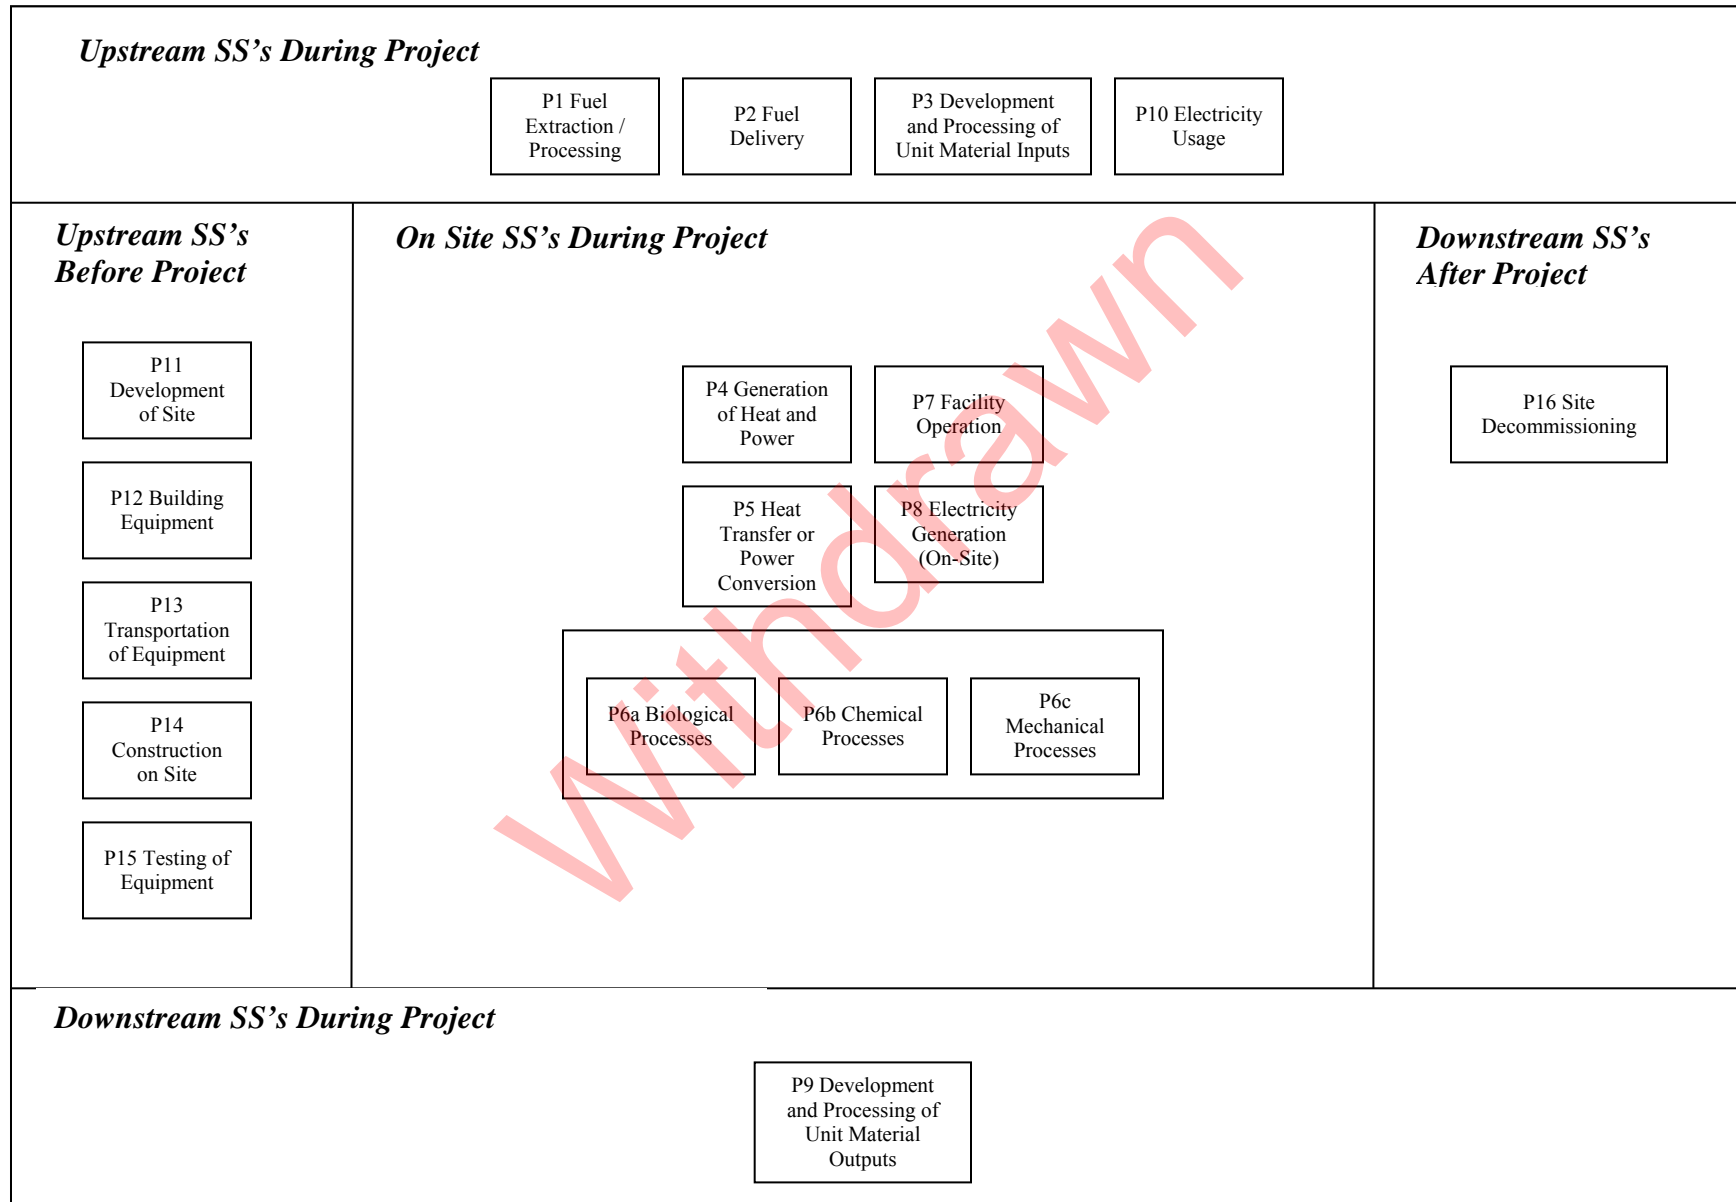 Upstream SS's During Project
P1 Fuel
Extraction /
Processing
P2 Fuel
Delivery
P3 Development
and Processing of
Unit Material Inputs
P10 Electricity
Usage
Upstream SS's
Before Project
P11
Development
of Site
P12 Building
Equipment
P13
Transportation
of Equipment
P14
Construction
on Site
P15 Testing of
Equipment
On Site SS's During Project
P4 Generation
of Heat and
Power
P7 Facility
Operation
P5 Heat
Transfer or
Power
Conversion
P8 Electricity
Generation
(On-Site)
P6a Biological
Processes
P6b Chemical
Processes
P6c
Mechanical
Processes
Downstream SS's
After Project
P16 Site
Decommissioning
Downstream SS's During Project
P9 Development
and Processing of
Unit Material
Outputs
Withdrawn